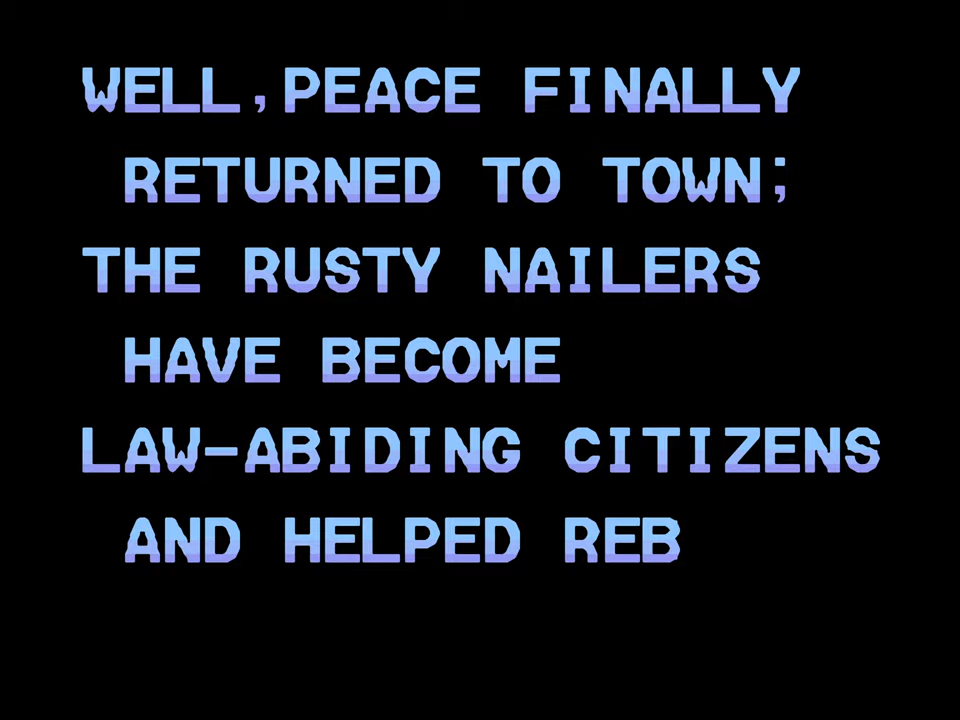 WELL,PEACE FINALLY
RETURNED TO TOWN;
THE RUSTY NAILERS
HAVE BECOME
LAW-ABIDING CITIZENS
AND HELPED REB